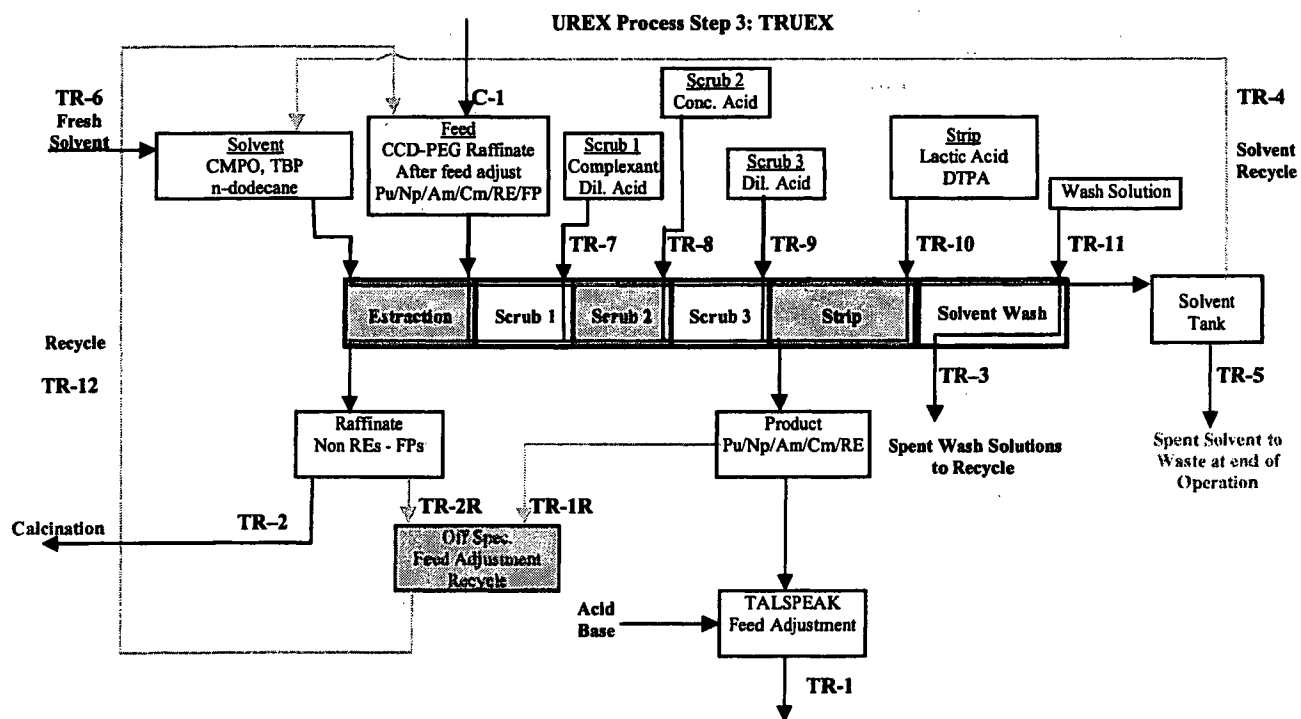 UREX Process Step 3: TRUEX
TR-6
Fresh
Solvent
Solvent
CMPO, TBP
n-dodecane
C-1
Feed
CCD-PEG Raffinate
After feed adjust
Pu/Np/Am/Cm/RE/FP
Scrub 1
Complexant
Dil. Acid
Scrub 2
Conc. Acid
Scrub 3
Dil. Acid
Strip
Lactic Acid
DTPA
Wash Solution
TR-4
Solvent
Recycle
TR-7
TR-8
TR-9
TR-10
TR-11
Extraction
Scrub 1
Scrub 2
Scrub 3
Strip
Solvent Wash
Solvent
Tank
Recycle
TR-12
TR–3
TR-5
Raffinate
Non REs - FPs
Product
Pu/Np/Am/Cm/RE
Spent Wash Solutions
to Recycle
Spent Solvent to
Waste at end of
Operation
Calcination
TR–2
TR-2R
TR-1R
Off Spec.
Feed Adjustment
Recycle
Acid
Base
TALSPEAK
Feed Adjustment
TR-1